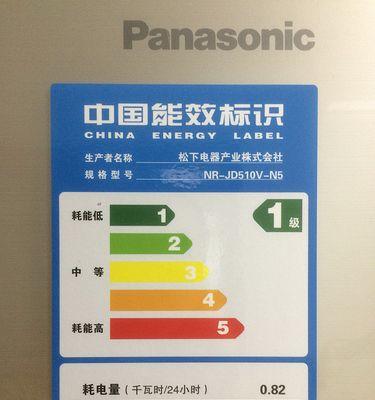 Panasonic
中国能效标识
CHINA ENERGY LABEL
生产者名称 松下电器产业株式会社
规格型号 NR-JD510V-N5
耗能低 1 1级
2
中等 3
4
耗能高 5
耗电量(千瓦时/24小时) 0.82